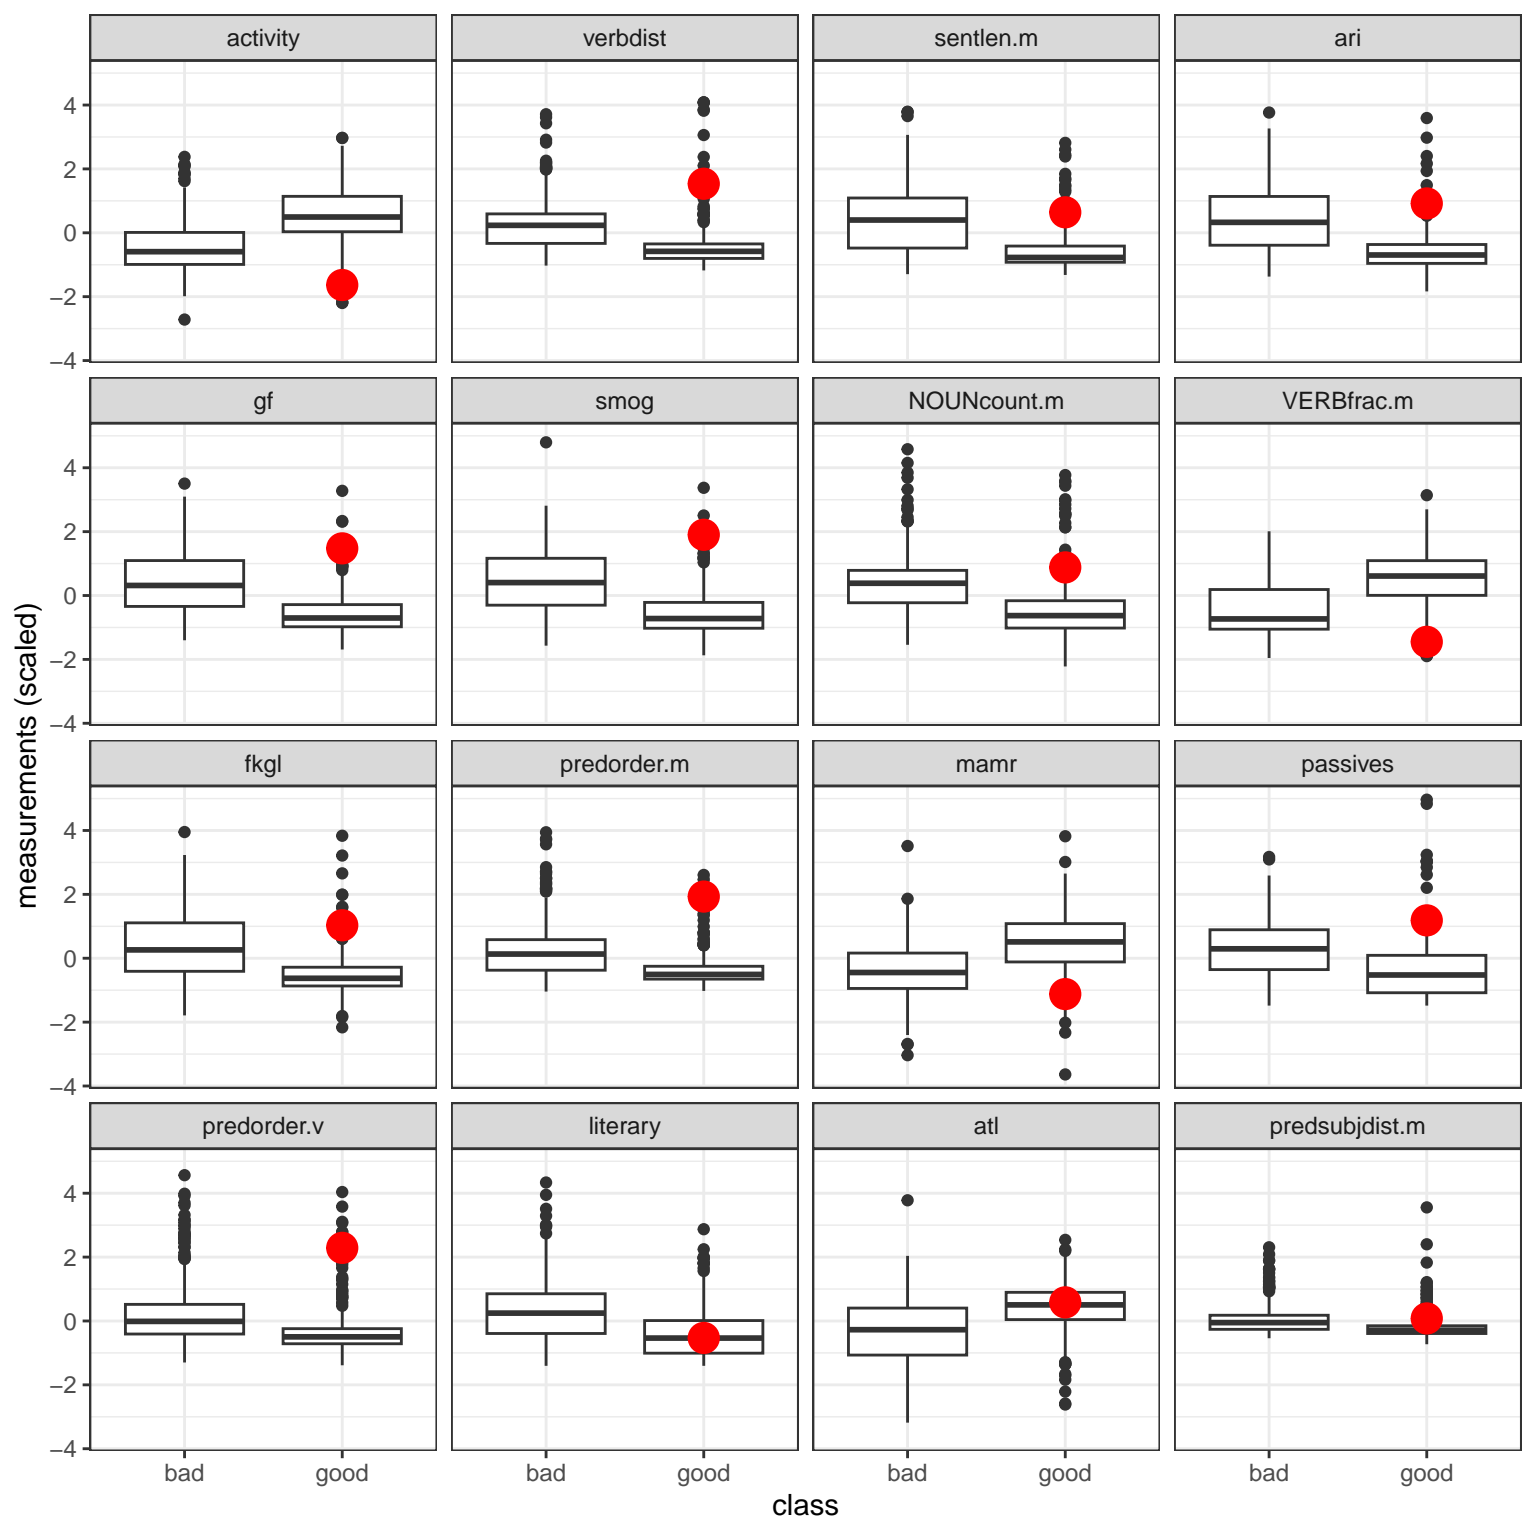 activity verbdist sentlen.m ari
4
2
0
−2
−4
gf smog NOUNcount.m VERBfrac.m
4
2
0
−2
−4
fkgl predorder.m mamr passives
4
2
0
−2
−4
predorder.v literary atl predsubjdist.m
4
2
0
−2
−4
bad good bad good bad good bad good
class
measurements (scaled)